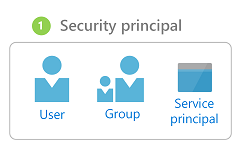 1 Security principal
User
Group
Service
principal